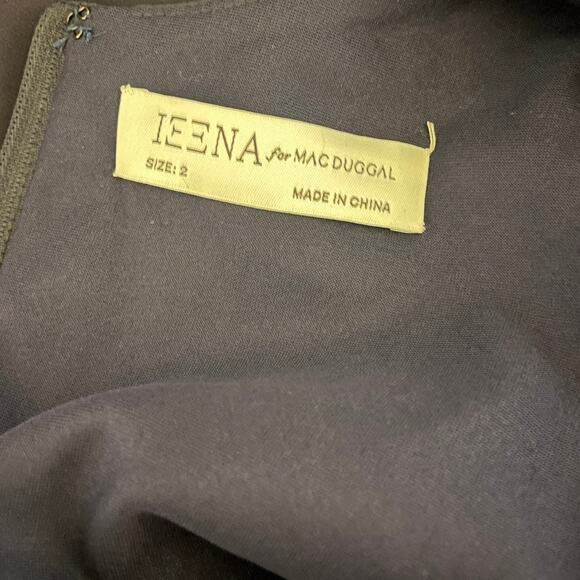 IEENA for MAC DUGGAL
SIZE: 2
MADE IN CHINA